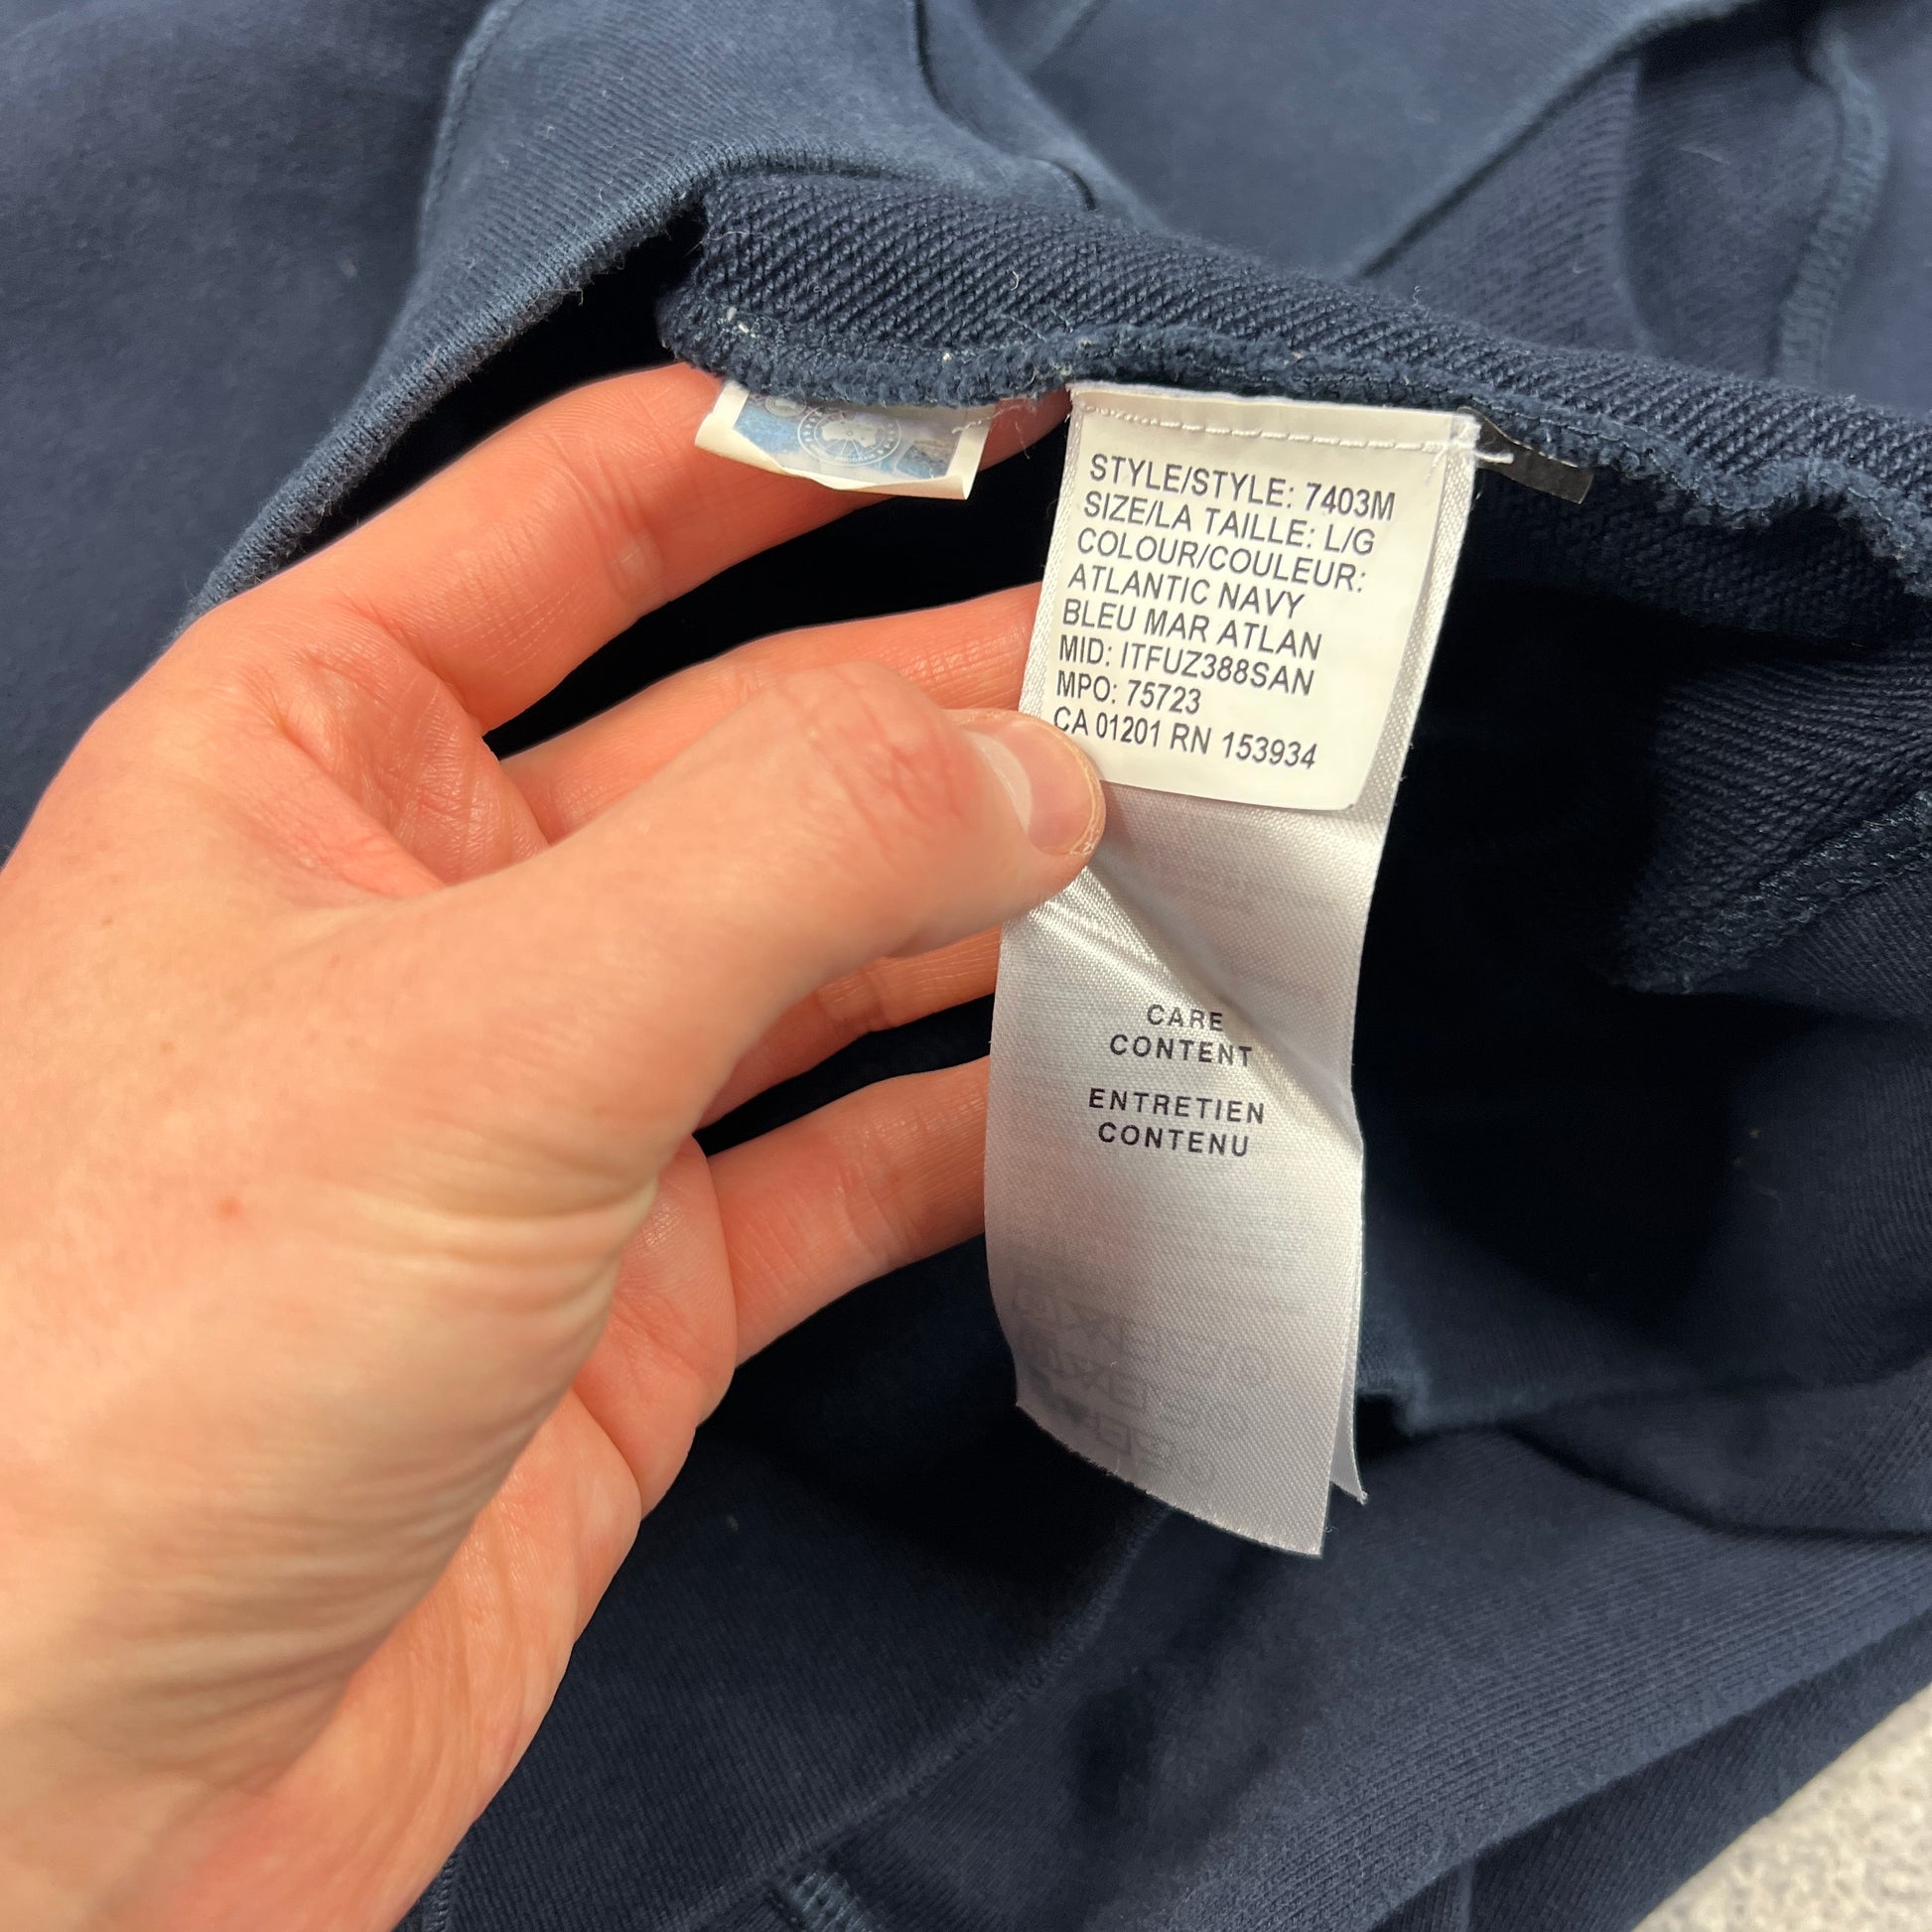 STYLE/STYLE: 7403M
SIZE/LA TAILLE: L/G
COLOUR/COULEUR:
ATLANTIC NAVY
BLEU MAR ATLAN
MID: ITFUZ388SAN
MPO: 75723
CA 01201 RN 153934
CARE
CONTENT
ENTRETIEN
CONTENU